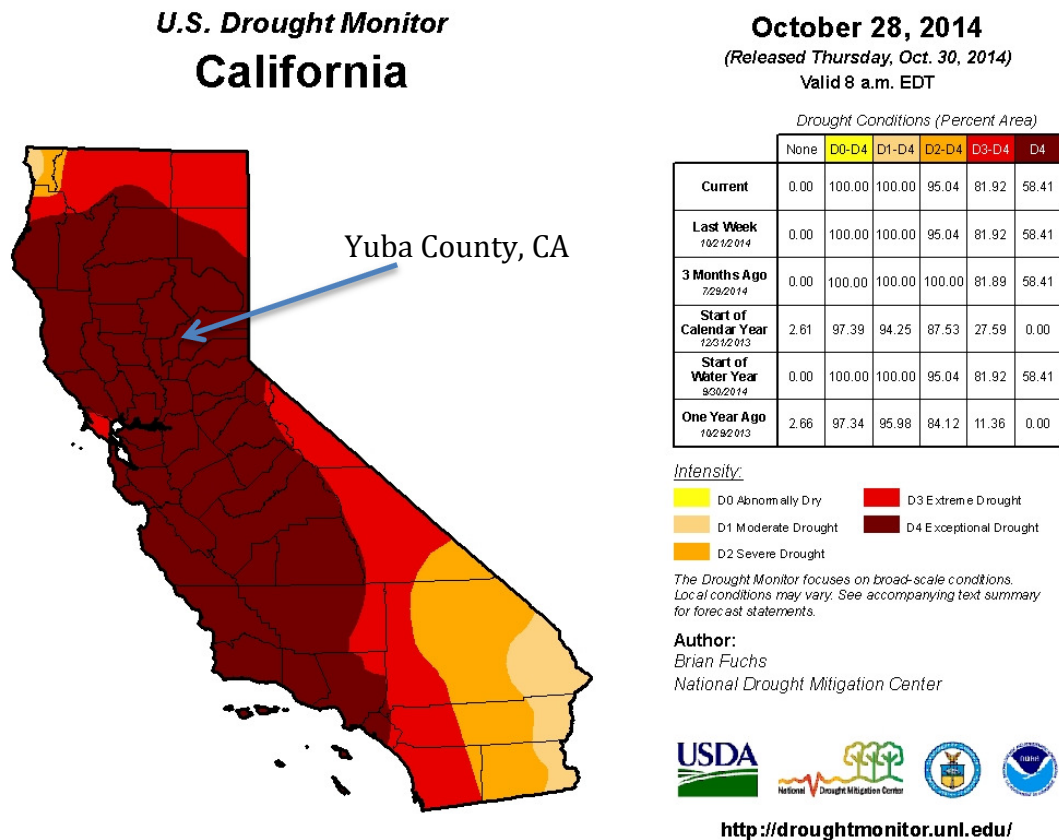 U.S. Drought Monitor
California
October 28, 2014
(Released Thursday, Oct. 30, 2014)
Valid 8 a.m. EDT
Yuba County, CA
Drought Conditions (Percent Area)
None D0-D4 D1-D4 D2-D4 D3-D4 D4
Current 0.00 100.00 100.00 95.04 81.92 58.41
Last Week
10/21/2014 0.00 100.00 100.00 95.04 81.92 58.41
3 Months Ago
7/29/2014 0.00 100.00 100.00 100.00 81.89 58.41
Start of
Calendar Year
12/31/2013 2.61 97.39 94.25 87.53 27.59 0.00
Start of
Water Year
9/30/2014 0.00 100.00 100.00 95.04 81.92 58.41
One Year Ago
10/29/2013 2.66 97.34 95.98 84.12 11.36 0.00
Intensity:
D0 Abnormally Dry
D1 Moderate Drought
D2 Severe Drought
D3 Extreme Drought
D4 Exceptional Drought
The Drought Monitor focuses on broad-scale conditions.
Local conditions may vary. See accompanying text summary
for forecast statements.
Author:
Brian Fuchs
National Drought Mitigation Center
USDA
National Drought Mitigation Center
http://droughtmonitor.unl.edu/